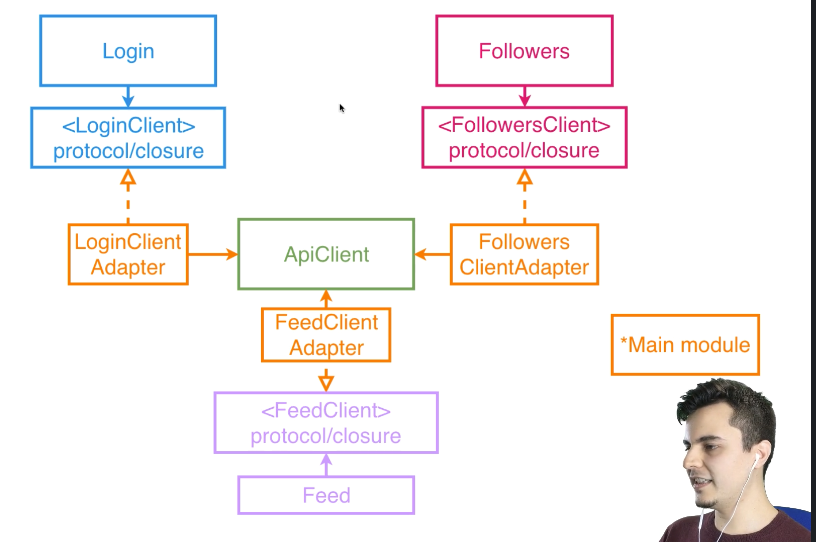 Login
Followers
<LoginClient>
protocol/closure
<FollowersClient>
protocol/closure
LoginClient
Adapter
ApiClient
Followers
ClientAdapter
FeedClient
Adapter
*Main module
<FeedClient>
protocol/closure
Feed